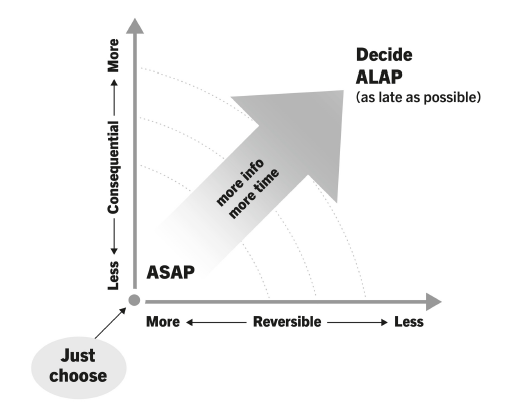 Decide
ALAP
(as late as possible)
More
Consequential
Less
more info
more time
ASAP
More
Reversible
Less
Just
choose